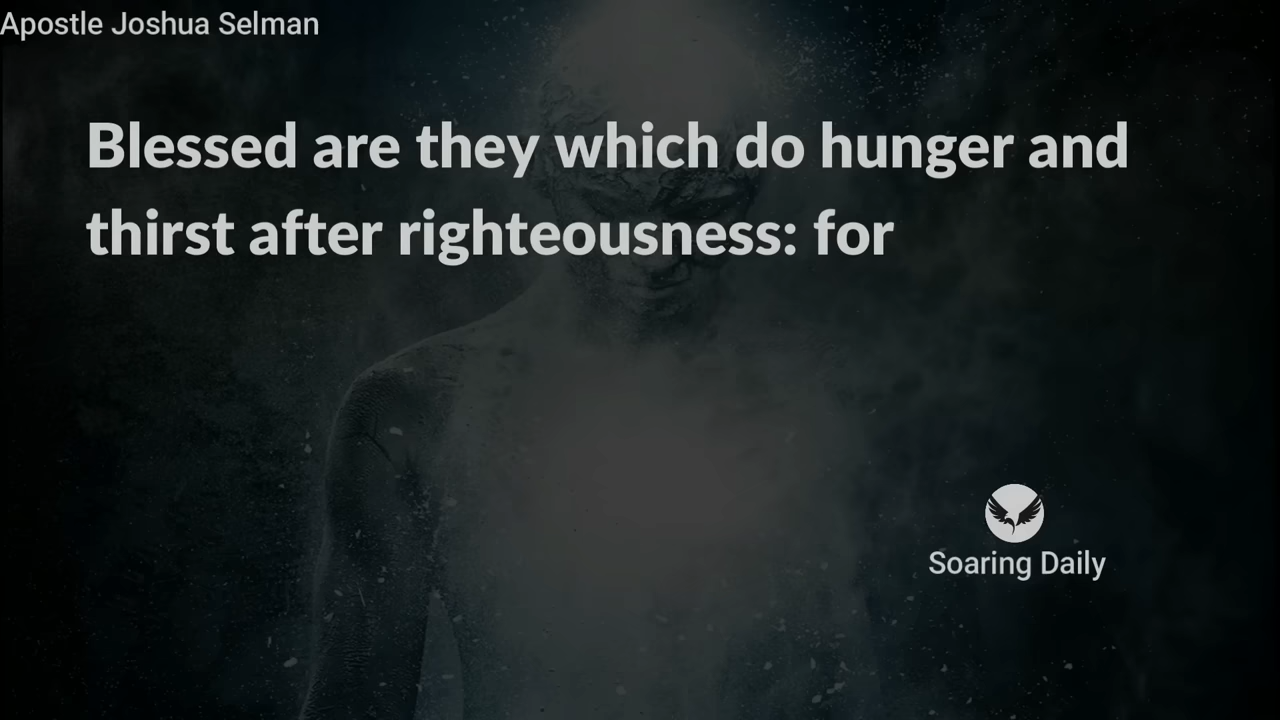 Apostle Joshua Selman
Blessed are they which do hunger and
thirst after righteousness: for
Soaring Daily